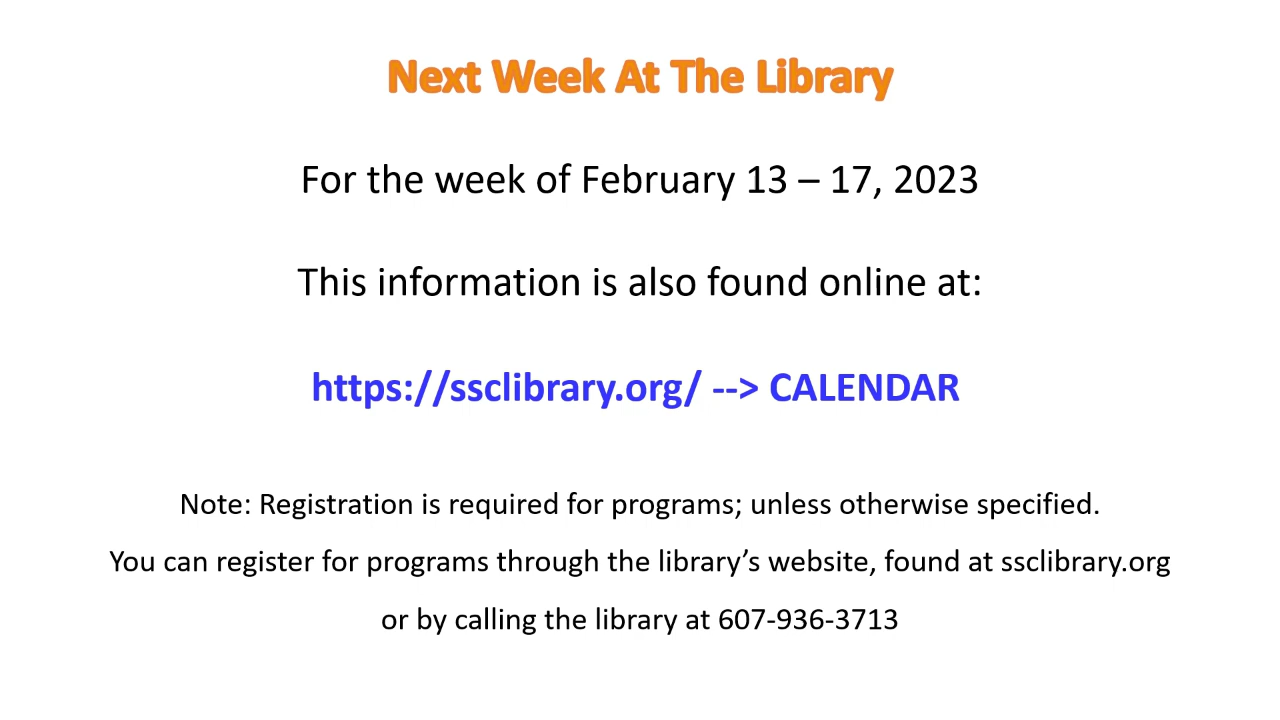 Next Week At The Library
For the week of February 13 – 17, 2023
This information is also found online at:
https://ssclibrary.org/ --> CALENDAR
Note: Registration is required for programs; unless otherwise specified.
You can register for programs through the library’s website, found at ssclibrary.org
or by calling the library at 607-936-3713